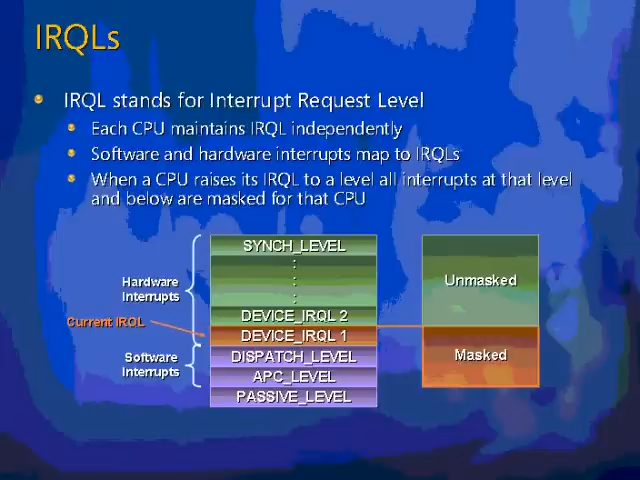 IRQLs
IRQL stands for Interrupt Request Level
Each CPU maintains IRQL independently
Software and hardware interrupts map to IRQLs
When a CPU raises its IRQL to a level all interrupts at that level
and below are masked for that CPU
SYNCH_LEVEL
:
:
:
Hardware
Interrupts
Unmasked
DEVICE_IRQL 2
Current IRQL
DEVICE_IRQL 1
Software
Interrupts
DISPATCH_LEVEL
Masked
APC_LEVEL
PASSIVE_LEVEL